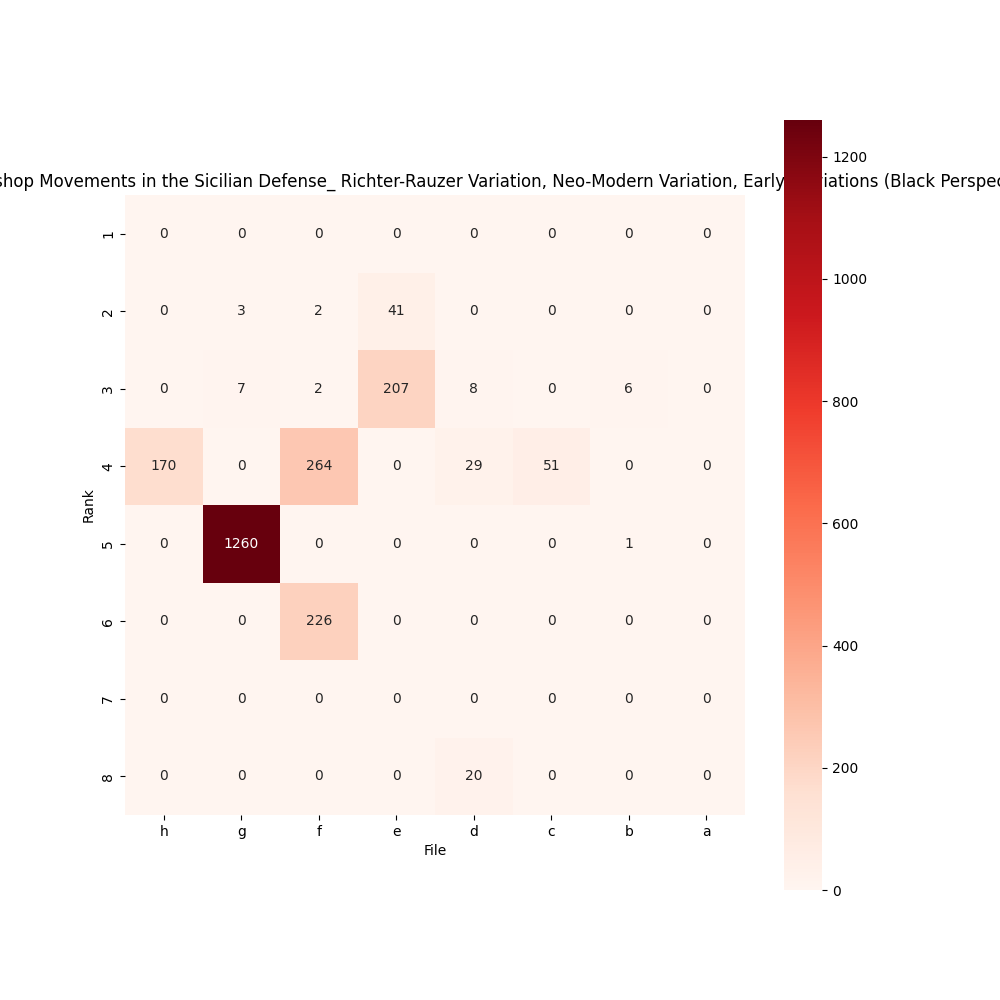 1200
shop Movements in the Sicilian Defense_ Richter-Rauzer Variation, Neo-Modern Variation, Early Variations (Black Perspec
1 0 0 0 0 0 0 0 0
1000
2 0 3 2 41 0 0 0 0
3 0 7 2 207 8 0 6 0
800
4 170 0 264 0 29 51 0 0
Rank
600
5 0 1260 0 0 0 0 1 0
6 0 0 226 0 0 0 0 0
400
7 0 0 0 0 0 0 0 0
200
8 0 0 0 0 20 0 0 0
h g f e d c b a
File
0